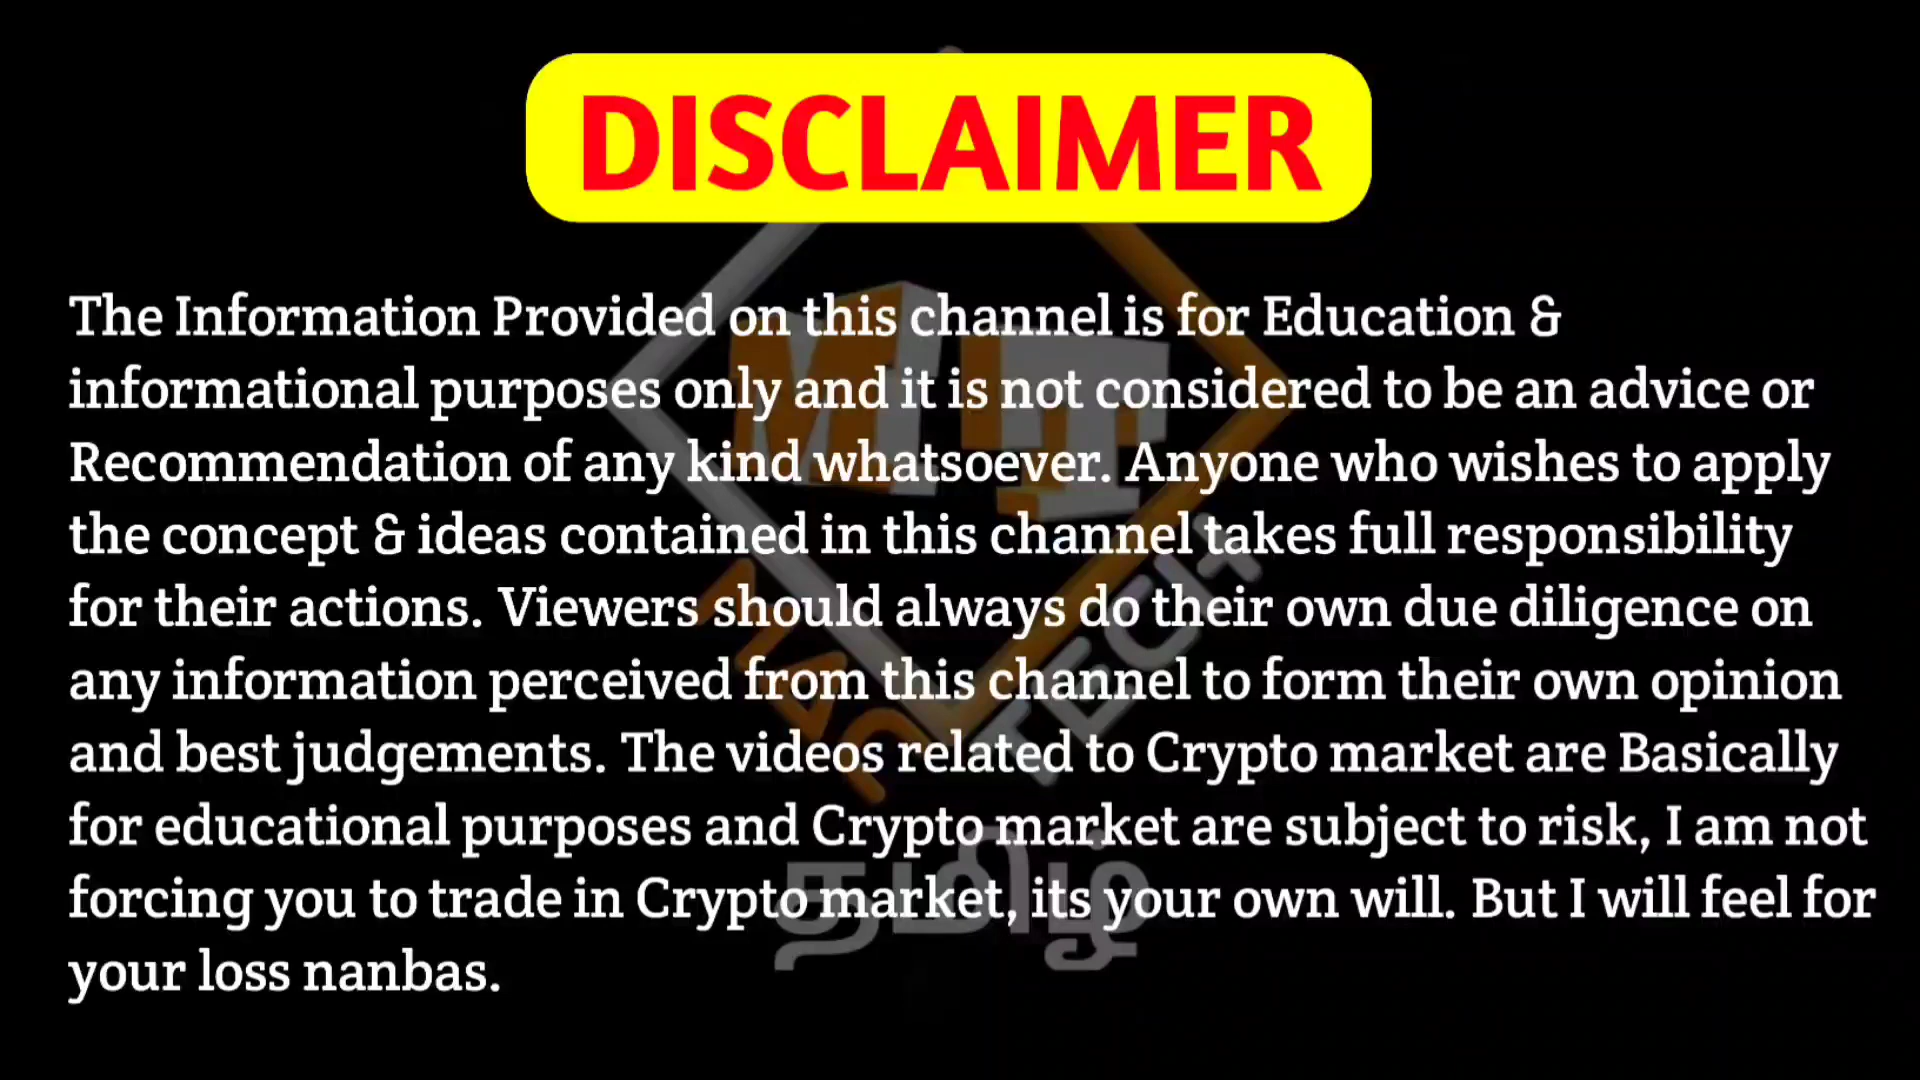 DISCLAIMER
The Information Provided on this channel is for Education &
informational purposes only and it is not considered to be an advice or
Recommendation of any kind whatsoever. Anyone who wishes to apply
the concept & ideas contained in this channel takes full responsibility
for their actions. Viewers should always do their own due diligence on
any information perceived from this channel to form their own opinion
and best judgements. The videos related to Crypto market are Basically
for educational purposes and Crypto market are subject to risk, I am not
forcing you to trade in Crypto market, its your own will. But I will feel for
your loss nanbas.
MT
TECH
தமிழ்